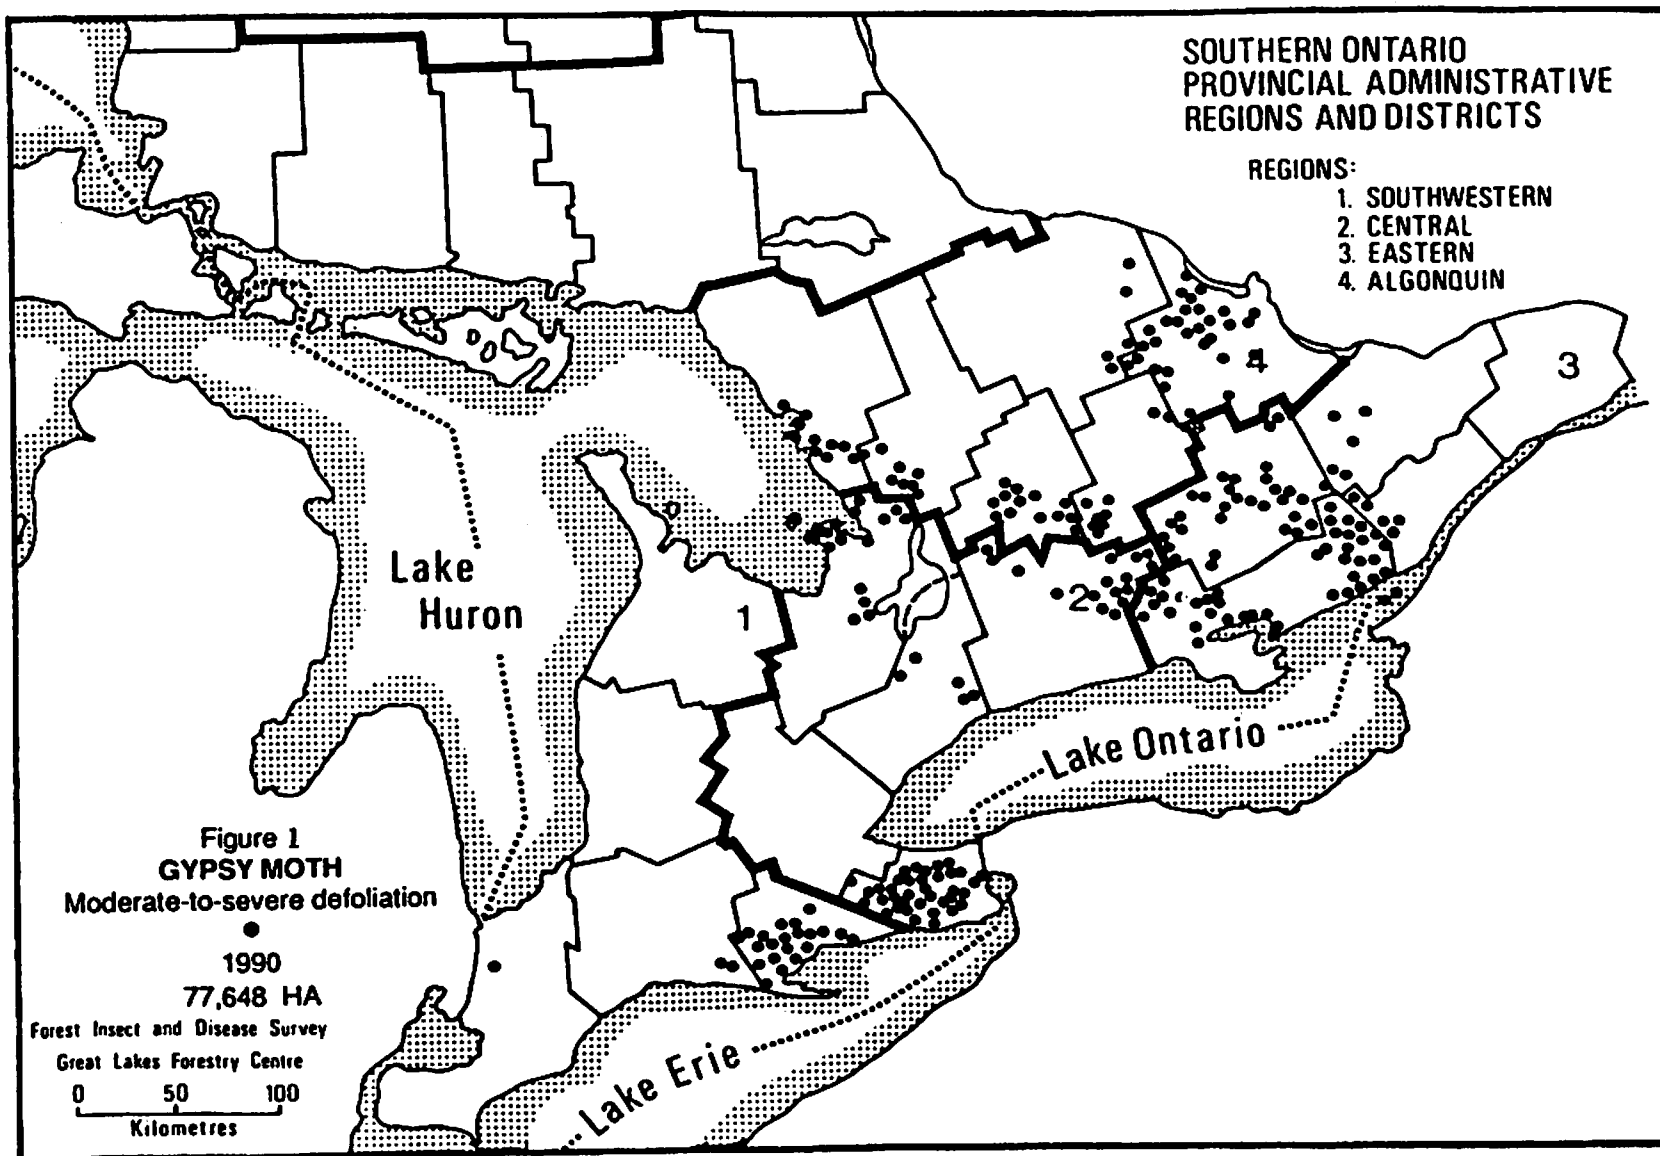 SOUTHERN ONTARIO
PROVINCIAL ADMINISTRATIVE
REGIONS AND DISTRICTS
REGIONS:
1. SOUTHWESTERN
2. CENTRAL
3. EASTERN
4. ALGONQUIN
4
3
Lake
Huron
1
2
Lake Ontario
Figure 1
GYPSY MOTH
Moderate-to-severe defoliation
1990
77,648 HA
Forest Insect and Disease Survey
Great Lakes Forestry Centre
0 50 100
Kilometres
Lake Erie